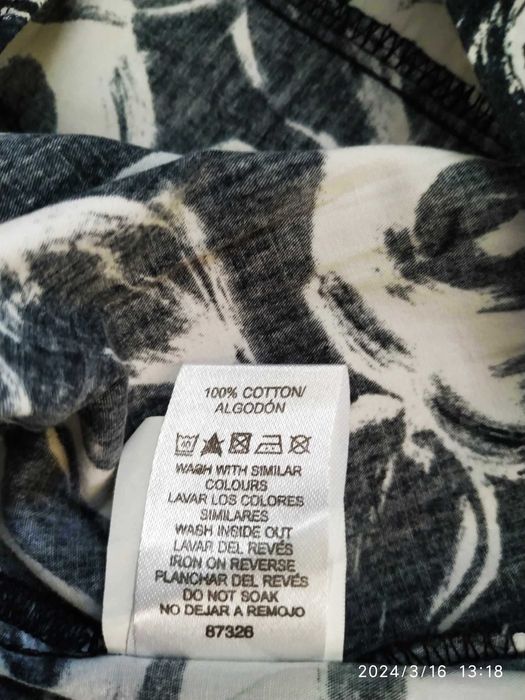 100% COTTON/
ALGODÓN
40
WASH WITH SIMILAR
COLOURS
LAVAR LOS COLORES
SIMILARES
WASH INSIDE OUT
LAVAR DEL REVÉS
IRON ON REVERSE
PLANCHAR DEL REVÉS
DO NOT SOAK
NO DEJAR A REMOJO
87326
2024/3/16 13:18